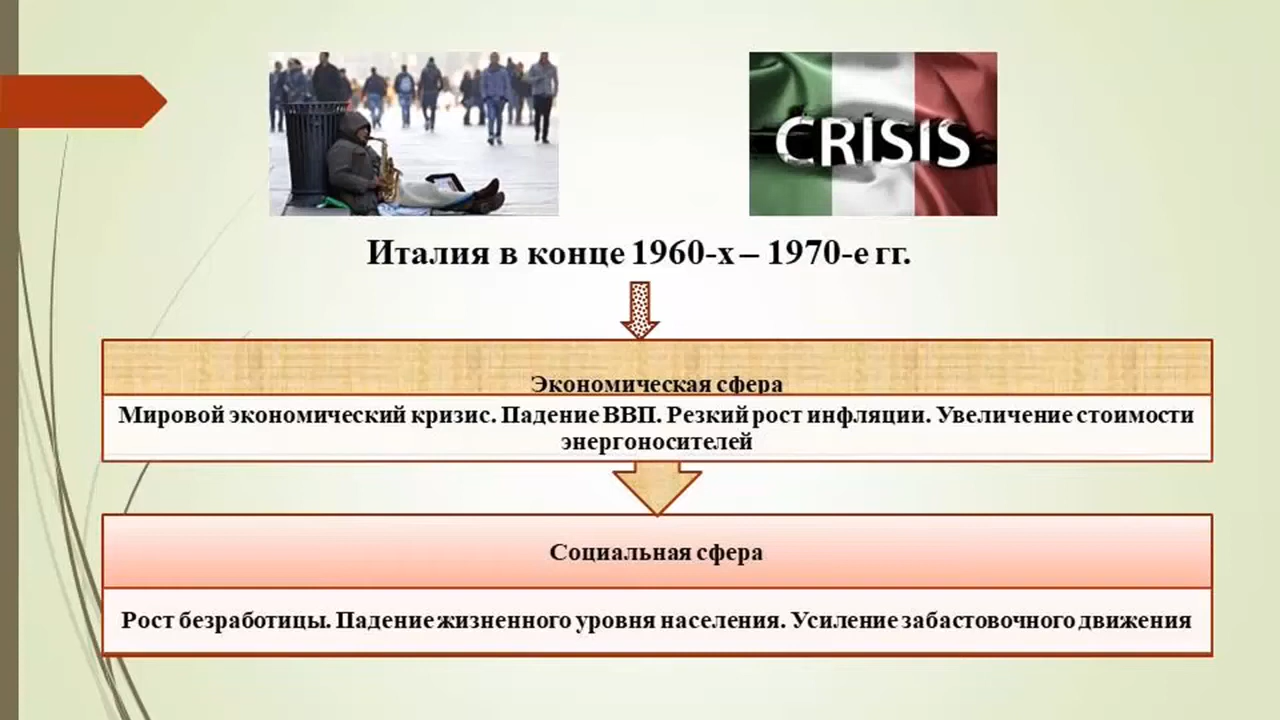 CRISIS
Италия в конце 1960-х – 1970-е гг.
Экономическая сфера
Мировой экономический кризис. Падение ВВП. Резкий рост инфляции. Увеличение стоимости
энергоносителей
Социальная сфера
Рост безработицы. Падение жизненного уровня населения. Усиление забастовочного движения